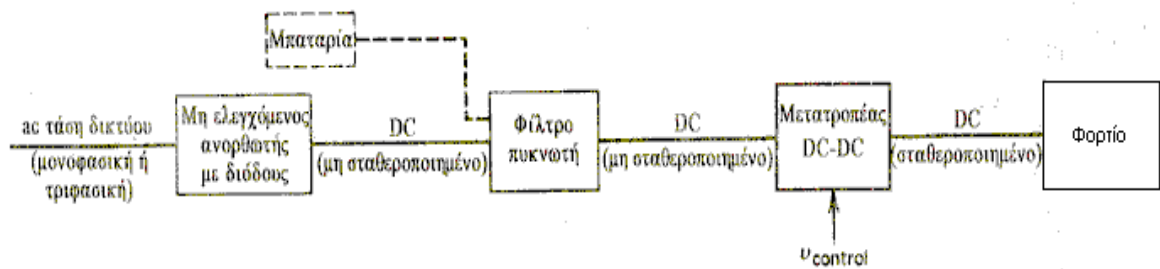 Μπαταρία
ac τάση δικτύου
(μονοφασική ή
τριφασική)
Μη ελεγχόμενος
ανορθωτής
με διόδους
DC
(μη σταθεροποιημένο)
Φίλτρο
πυκνωτή
DC
(μη σταθεροποιημένο)
Μετατροπέας
DC-DC
DC
(σταθεροποιημένο)
Φορτίο
υcontrol